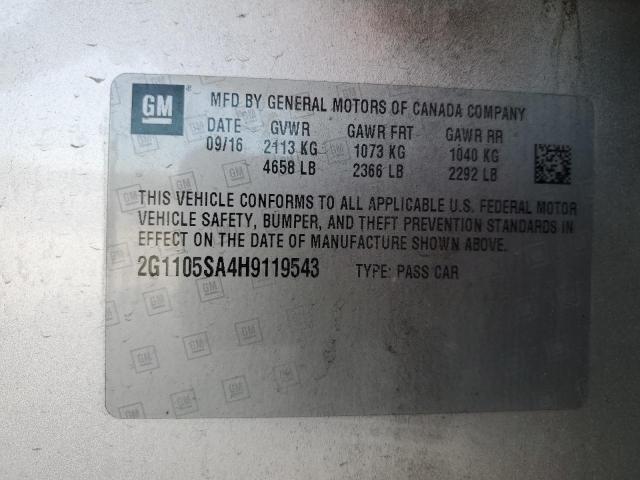 GM
MFD BY GENERAL MOTORS OF CANADA COMPANY
DATE GVWR GAWR FRT GAWR RR
09/16 2113 KG 1073 KG 1040 KG
4658 LB 2366 LB 2292 LB
THIS VEHICLE CONFORMS TO ALL APPLICABLE U.S. FEDERAL MOTOR
VEHICLE SAFETY, BUMPER, AND THEFT PREVENTION STANDARDS IN
EFFECT ON THE DATE OF MANUFACTURE SHOWN ABOVE.
2G1105SA4H9119543 TYPE: PASS CAR